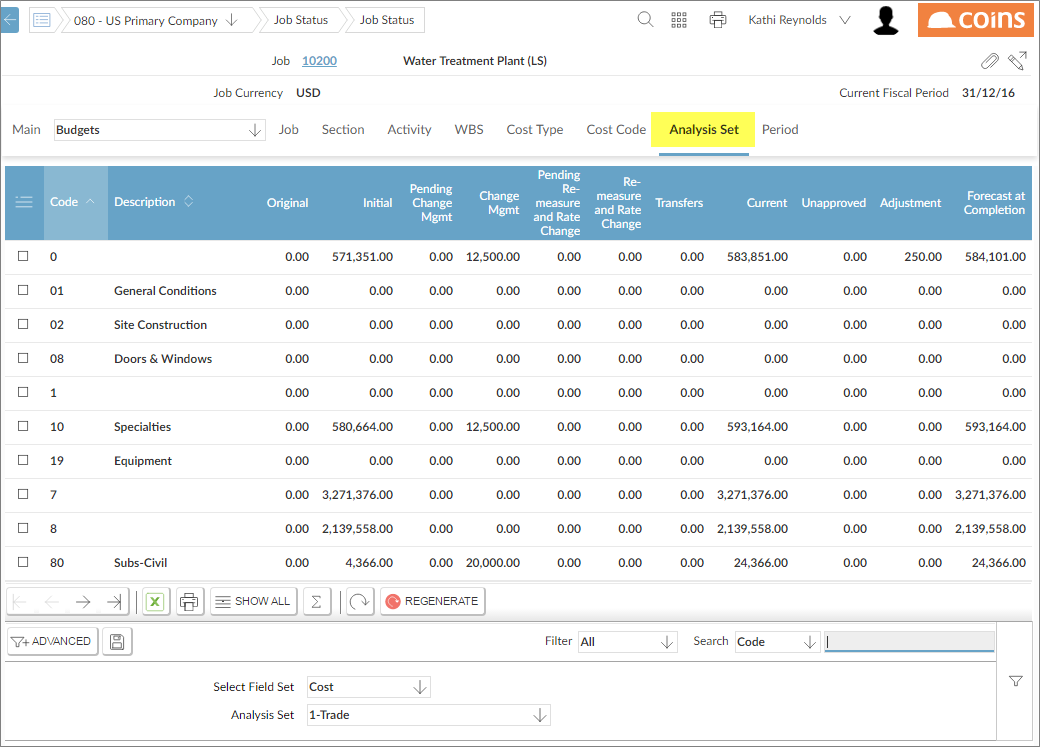 080 - US Primary Company Job Status Job Status Kathi Reynolds coins
Job 10200 Water Treatment Plant (LS)
Job Currency USD Current Fiscal Period 31/12/16
Main Budgets Job Section Activity WBS Cost Type Cost Code Analysis Set Period
Code Description Original Initial Pending Change Mgmt Change Mgmt Pending Re-measure and Rate Change Re-measure and Rate Change Transfers Current Unapproved Adjustment Forecast at Completion
0 0.00 571,351.00 0.00 12,500.00 0.00 0.00 0.00 583,851.00 0.00 250.00 584,101.00
01 General Conditions 0.00 0.00 0.00 0.00 0.00 0.00 0.00 0.00 0.00 0.00 0.00
02 Site Construction 0.00 0.00 0.00 0.00 0.00 0.00 0.00 0.00 0.00 0.00 0.00
08 Doors & Windows 0.00 0.00 0.00 0.00 0.00 0.00 0.00 0.00 0.00 0.00 0.00
1 0.00 0.00 0.00 0.00 0.00 0.00 0.00 0.00 0.00 0.00 0.00
10 Specialties 0.00 580,664.00 0.00 12,500.00 0.00 0.00 0.00 593,164.00 0.00 0.00 593,164.00
19 Equipment 0.00 0.00 0.00 0.00 0.00 0.00 0.00 0.00 0.00 0.00 0.00
7 0.00 3,271,376.00 0.00 0.00 0.00 0.00 0.00 3,271,376.00 0.00 0.00 3,271,376.00
8 0.00 2,139,558.00 0.00 0.00 0.00 0.00 0.00 2,139,558.00 0.00 0.00 2,139,558.00
80 Subs-Civil 0.00 4,366.00 0.00 20,000.00 0.00 0.00 0.00 24,366.00 0.00 0.00 24,366.00
X SHOW ALL Σ REGENERATE
+ ADVANCED Filter All Search Code
Select Field Set Cost
Analysis Set 1-Trade